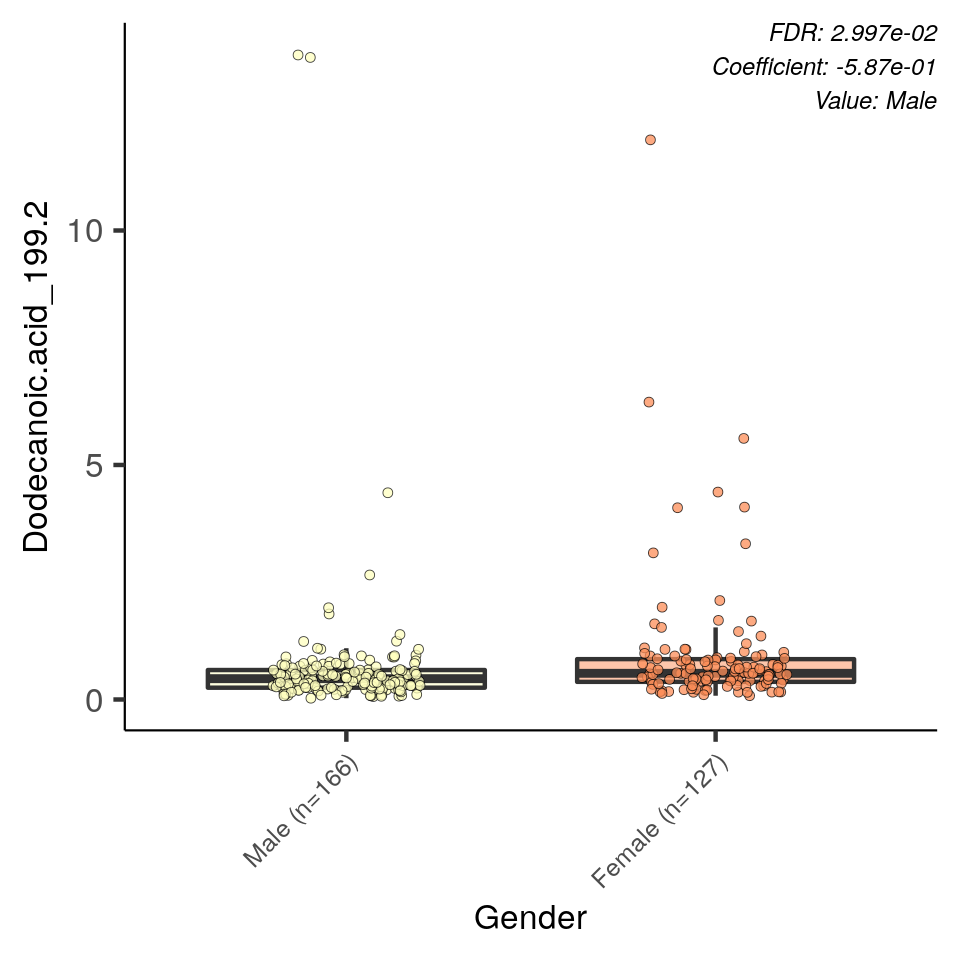 FDR: 2.997e-02
Coefficient: -5.87e-01
Value: Male
Dodecanoic.acid_199.2
10
5
0
Male (n=166)
Female (n=127)
Gender